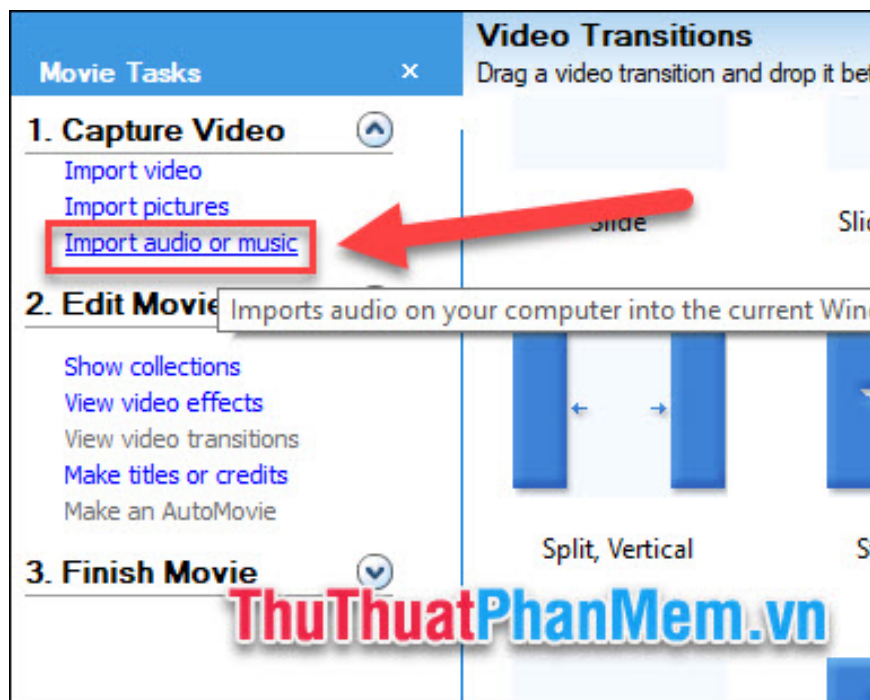 Movie Tasks
1. Capture Video
Import video
Import pictures
Import audio or music
2. Edit Movie
Imports audio on your computer into the current
Show collections
View video effects
View video transitions
Make titles or credits
Make an AutoMovie
3. Finish Movie
Video Transitions
Drag a video transition and drop it
Slide
Split, Vertical
ThuThuatPhanMem.vn